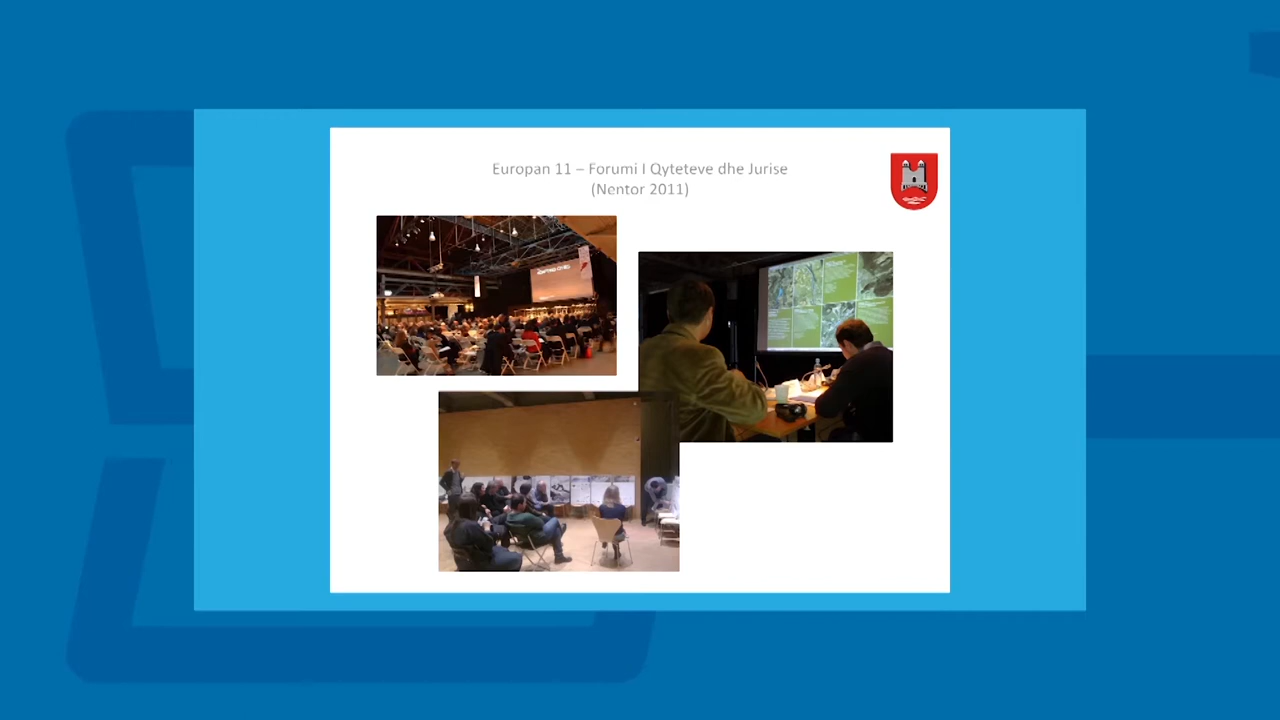 Europan 11 – Forumi I Qyteteve dhe Jurise
(Nentor 2011)